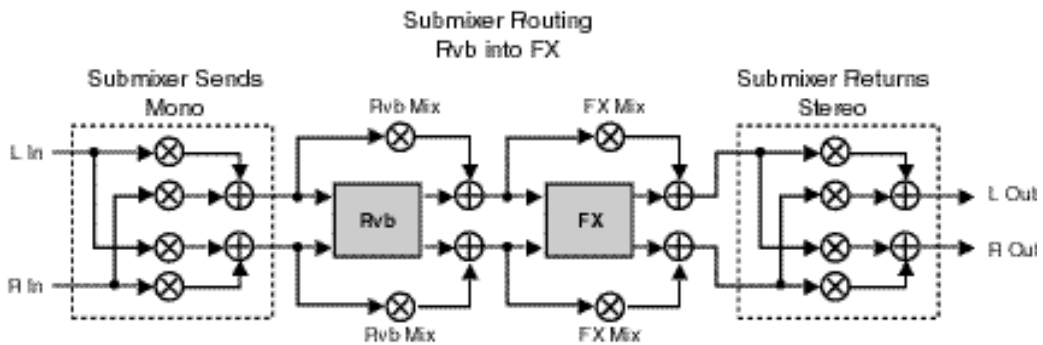 Submixer Routing
Rvb into FX
Submixer Sends
Mono
Submixer Returns
Stereo
Rvb Mix
FX Mix
L In
Rvb
FX
L Out
R Out
R In
Rvb Mix
FX Mix